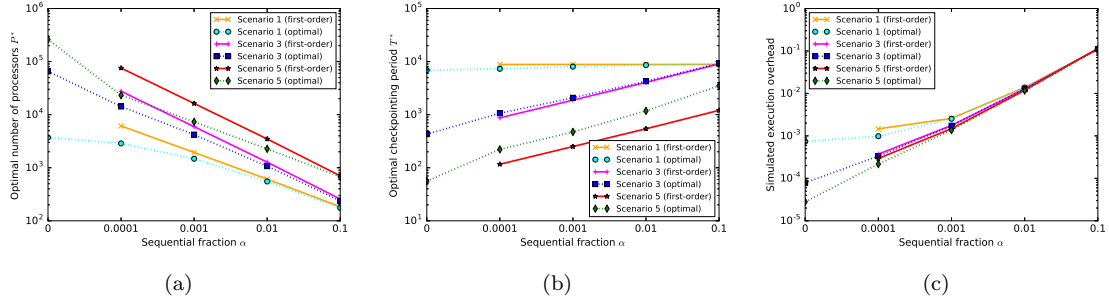 10^6
10^5
10^4
10^3
10^2
Optimal number of processors P*
0
0.0001
0.001
0.01
0.1
Sequential fraction α
Scenario 1 (first-order)
Scenario 1 (optimal)
Scenario 3 (first-order)
Scenario 3 (optimal)
Scenario 5 (first-order)
Scenario 5 (optimal)
(a)
10^5
10^4
10^3
10^2
10^1
Optimal checkpointing period T*
0
0.0001
0.001
0.01
0.1
Sequential fraction α
Scenario 1 (first-order)
Scenario 1 (optimal)
Scenario 3 (first-order)
Scenario 3 (optimal)
Scenario 5 (first-order)
Scenario 5 (optimal)
(b)
10^0
10^-1
10^-2
10^-3
10^-4
10^-5
Simulated execution overhead
0
0.0001
0.001
0.01
0.1
Sequential fraction α
Scenario 1 (first-order)
Scenario 1 (optimal)
Scenario 3 (first-order)
Scenario 3 (optimal)
Scenario 5 (first-order)
Scenario 5 (optimal)
(c)